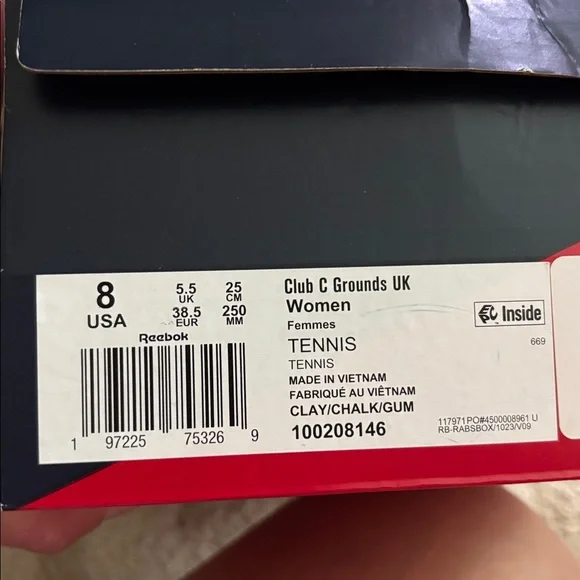 8
USA
5.5
UK
38.5
EUR
25
CM
250
MM
Reebok
1 97225 75326 9
Club C Grounds UK
Women
Femmes
TENNIS
TENNIS
MADE IN VIETNAM
FABRIQUÉ AU VIÊTNAM
CLAY/CHALK/GUM
100208146
Inside
669
117971PO#4500008961 U
RB-RABSBOX/1023/V09